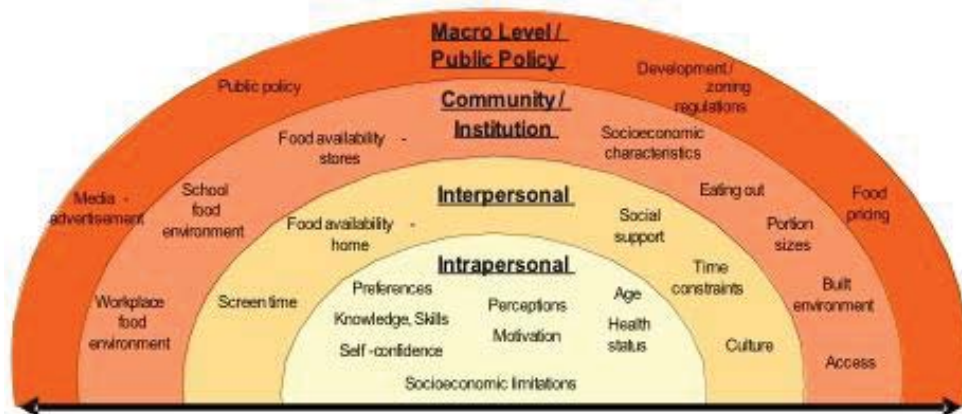 Macro Level /
Public Policy
Public policy
Development /
zoning
regulations
Media -
advertisement
Food
pricing
Community /
Institution
Food availability -
stores
Socioeconomic
characteristics
School
food
environment
Eating out
Portion
sizes
Workplace
food
environment
Built
environment
Access
Interpersonal
Food availability -
home
Social
support
Screen time
Time
constraints
Culture
Intrapersonal
Preferences
Perceptions
Age
Knowledge, Skills
Motivation
Health
status
Self -confidence
Socioeconomic limitations